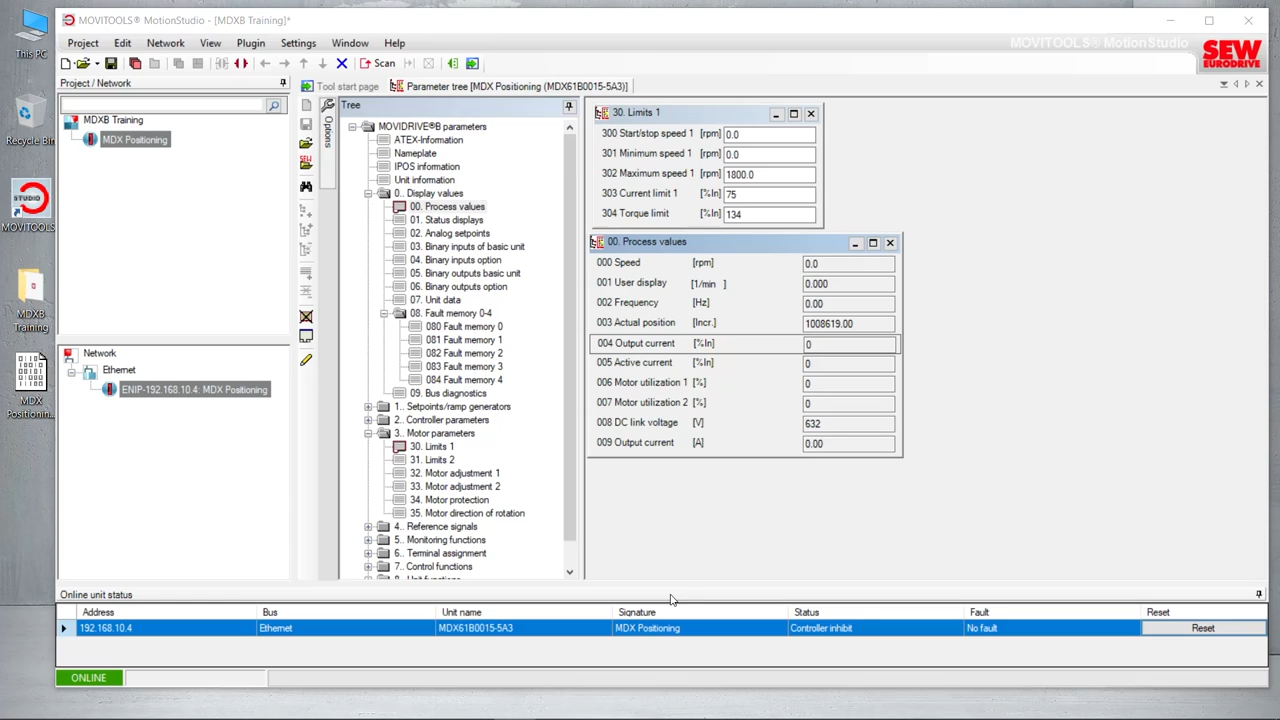 MOVITOOLS® MotionStudio - [MDXB Training]*
This PC
Project Edit Network View Plugin Settings Window Help
MOVITOOLS® MotionStudio
SEW
EURODRIVE
Scan
Project / Network
Tool start page
Parameter tree [MDX Positioning (MDX61B0015-5A3)]
MDXB Training
MDX Positioning
Recycle Bin
STUDIO
MOVITOOLS
MDXB
Training
MDX
Positionin...
Options
Tree
MOVIDRIVE®B parameters
ATEX-Information
Nameplate
IPOS information
Unit information
0.. Display values
00. Process values
01. Status displays
02. Analog setpoints
03. Binary inputs of basic unit
04. Binary inputs option
05. Binary outputs basic unit
06. Binary outputs option
07. Unit data
08. Fault memory 0-4
080 Fault memory 0
081 Fault memory 1
082 Fault memory 2
083 Fault memory 3
084 Fault memory 4
09. Bus diagnostics
1.. Setpoints/ramp generators
2.. Controller parameters
3.. Motor parameters
30. Limits 1
31. Limits 2
32. Motor adjustment 1
33. Motor adjustment 2
34. Motor protection
35. Motor direction of rotation
4.. Reference signals
5.. Monitoring functions
6.. Terminal assignment
7.. Control functions
8.. Unit functions
30. Limits 1
300 Start/stop speed 1 [rpm] 0.0
301 Minimum speed 1 [rpm] 0.0
302 Maximum speed 1 [rpm] 1800.0
303 Current limit 1 [%In] 75
304 Torque limit [%In] 134
00. Process values
000 Speed [rpm] 0.0
001 User display [1/min ] 0.000
002 Frequency [Hz] 0.00
003 Actual position [Incr.] 1008619.00
004 Output current [%In] 0
005 Active current [%In] 0
006 Motor utilization 1 [%] 0
007 Motor utilization 2 [%] 0
008 DC link voltage [V] 632
009 Output current [A] 0.00
Network
Ethernet
ENIP-192.168.10.4: MDX Positioning
Online unit status
Address Bus Unit name Signature Status Fault Reset
192.168.10.4 Ethernet MDX61B0015-5A3 MDX Positioning Controller inhibit No fault Reset
ONLINE